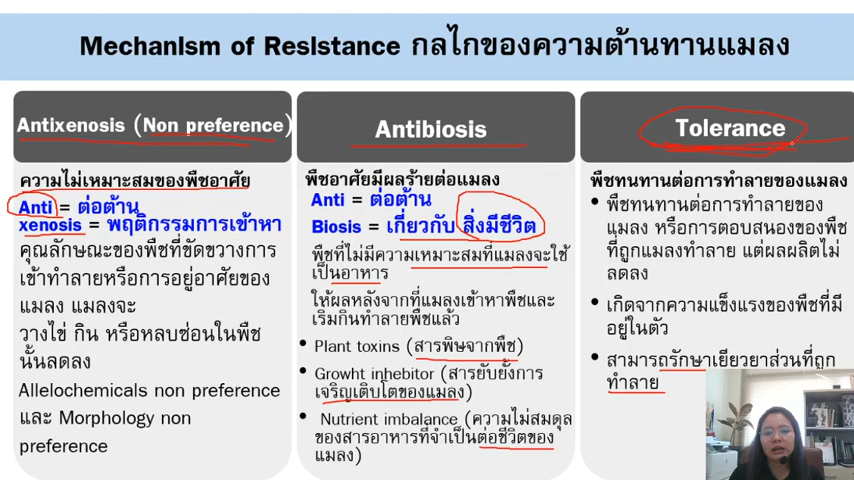 Mechanism of Resistance กลไกของความต้านทานแมลง
Antixenosis (Non preference)
ความไม่เหมาะสมของพืชอาศัย
Anti = ต่อต้าน
xenosis = พฤติกรรมการเข้าหา
คุณลักษณะของพืชที่ขัดขวางการ
เข้าทำลายหรือการอยู่อาศัยของ
แมลง แมลงจะ
วางไข่ กิน หรือหลบซ่อนในพืช
นั้นลดลง
Allelochemicals non preference
และ Morphology non
preference
Antibiosis
พืชอาศัยมีผลร้ายต่อแมลง
Anti = ต่อต้าน
Biosis = เกี่ยวกับ สิ่งมีชีวิต
พืชที่ไม่มีความเหมาะสมที่แมลงจะใช้
เป็นอาหาร
ให้ผลหลังจากที่แมลงเข้าหาพืชและ
เริ่มกินทำลายพืชแล้ว
• Plant toxins (สารพิษจากพืช)
• Growht inhebitor (สารยับยั้งการ
เจริญเติบโตของแมลง)
• Nutrient imbalance (ความไม่สมดุล
ของสารอาหารที่จำเป็นต่อชีวิตของ
แมลง)
Tolerance
พืชทนทานต่อการทำลายของแมลง
• พืชทนทานต่อการทำลายของ
แมลง หรือการตอบสนองของพืช
ที่ถูกแมลงทำลาย แต่ผลผลิตไม่
ลดลง
• เกิดจากความแข็งแรงของพืชที่มี
อยู่ในตัว
• สามารถรักษาเยียวยาส่วนที่ถูก
ทำลาย